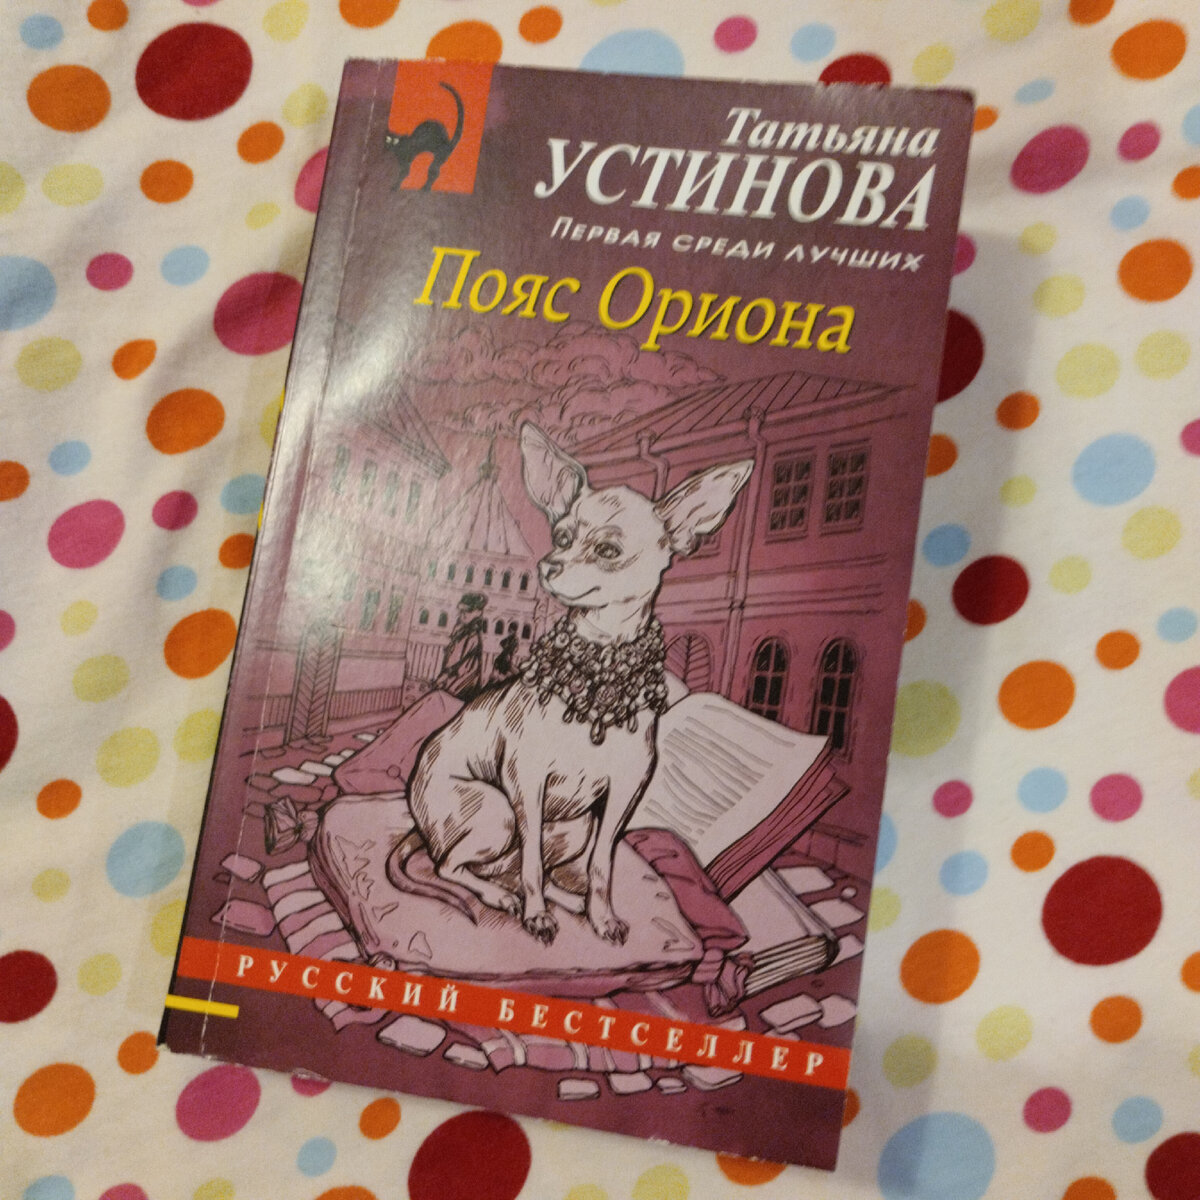 Татьяна
УСТИНОВА
Первая среди лучших
Пояс Ориона
РУССКИЙ БЕСТСЕЛЛЕР